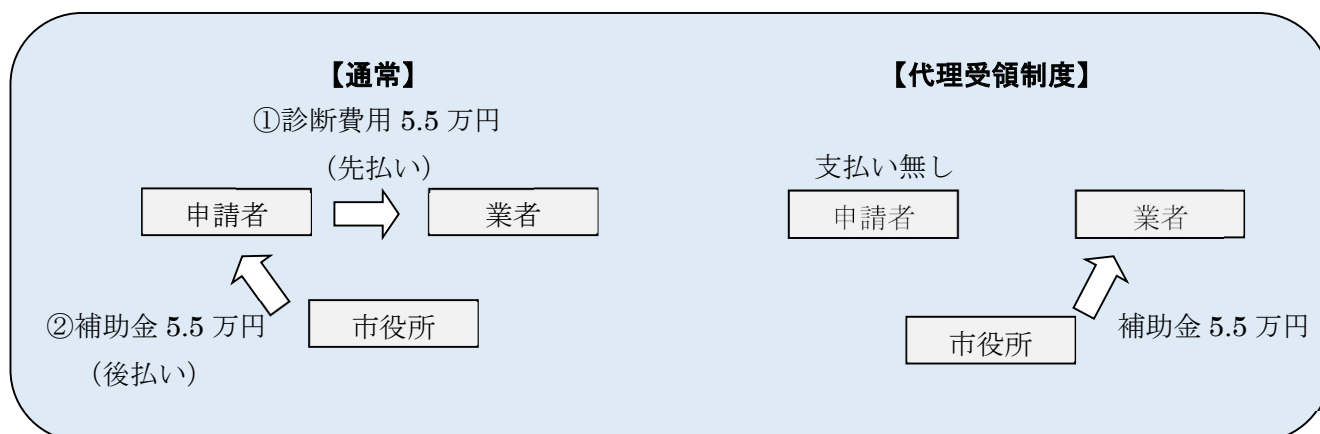 【通常】
①診断費用 5.5 万円
（先払い）
申請者
業者
②補助金 5.5 万円
（後払い）
市役所
【代理受領制度】
支払い無し
申請者
業者
市役所
補助金 5.5 万円